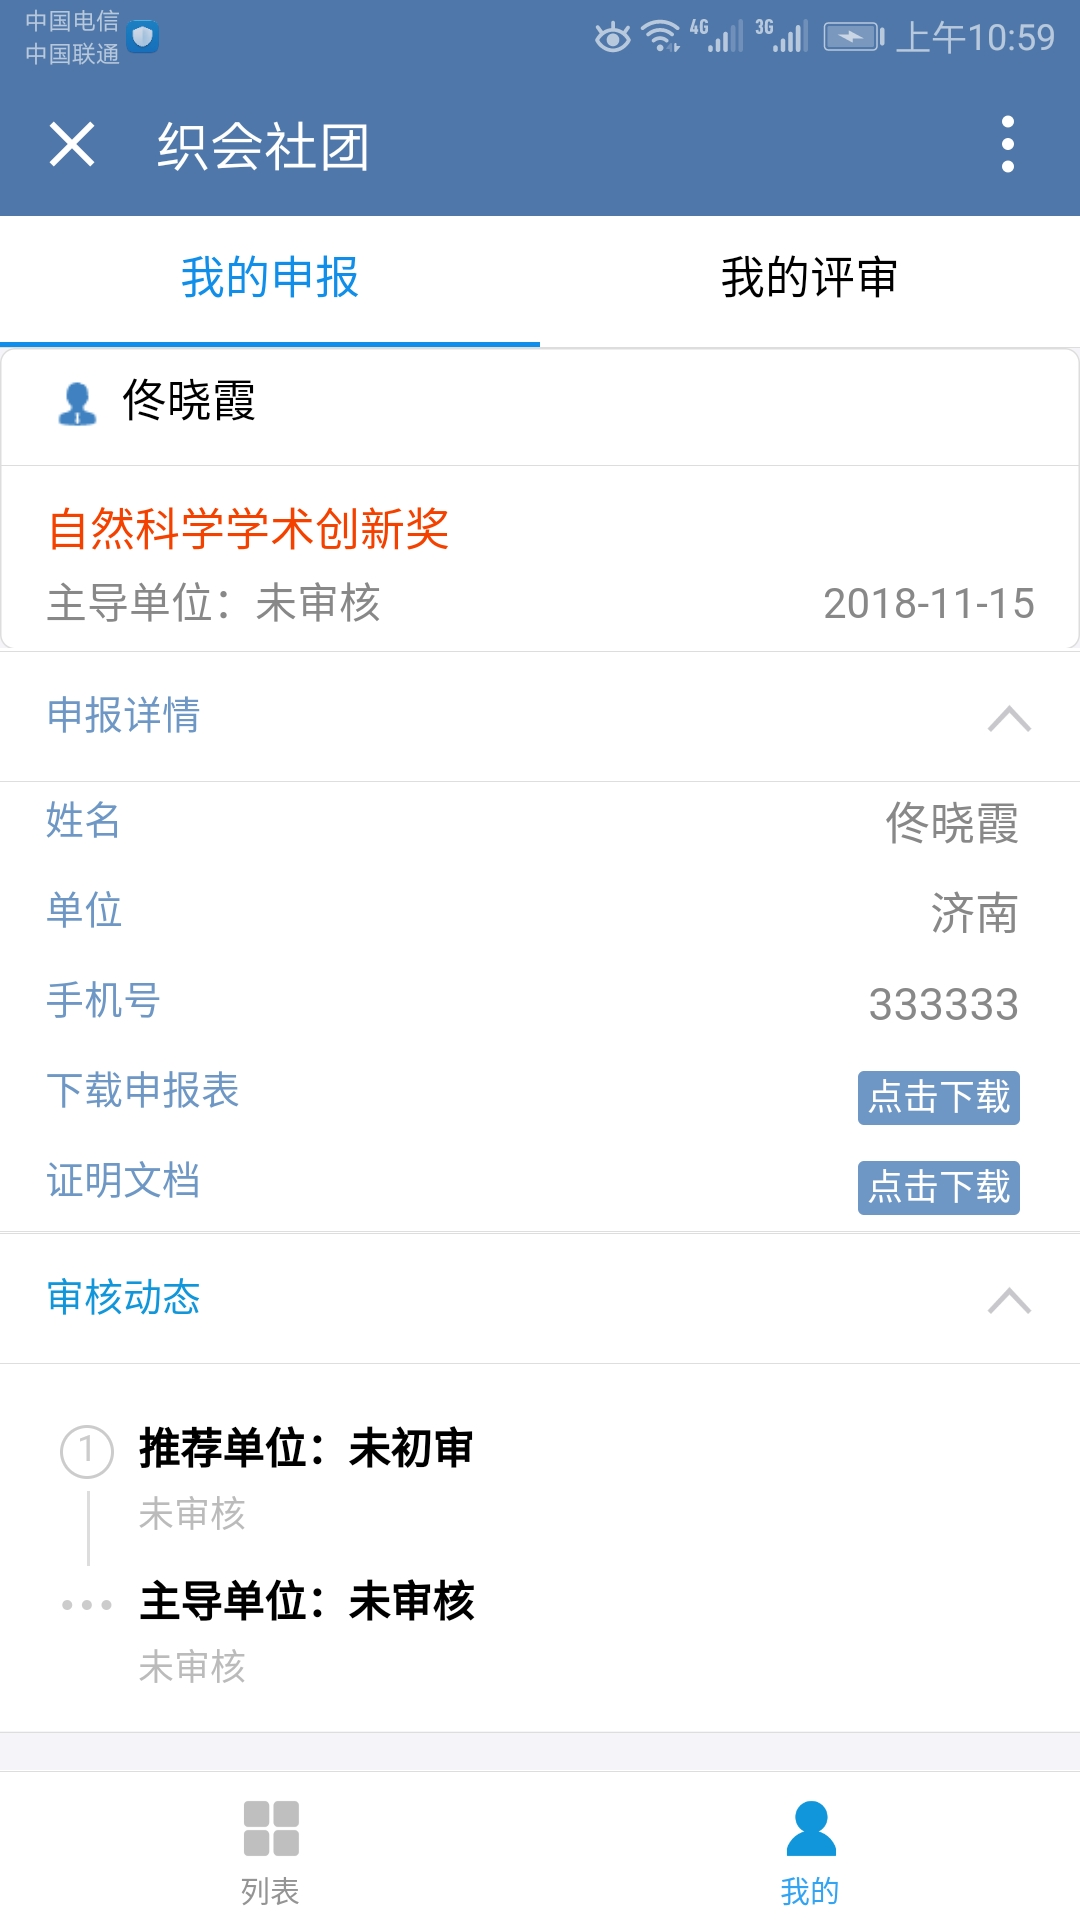 中国电信
中国联通
4G 3G 上午10:59
织会社团
我的申报 我的评审
佟晓霞
自然科学学术创新奖
主导单位：未审核 2018-11-15
申报详情
姓名 佟晓霞
单位 济南
手机号 333333
下载申报表 点击下载
证明文档 点击下载
审核动态
1 推荐单位：未初审
未审核
主导单位：未审核
未审核
列表 我的